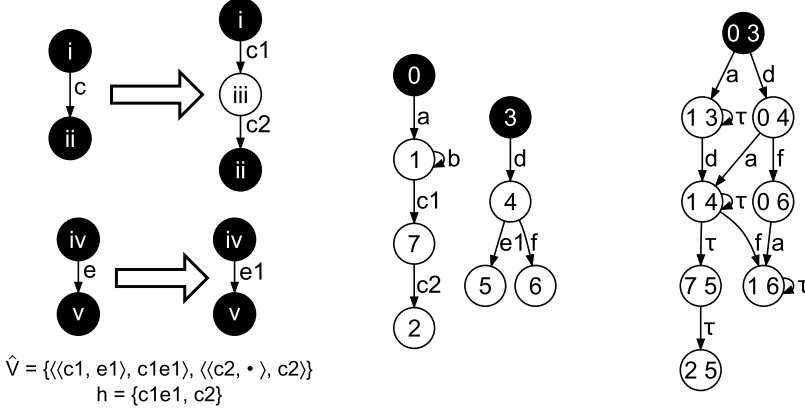 i
c
ii
i
c1
iii
c2
ii
iv
e
v
iv
e1
v
V̂ = {⟨⟨c1, e1⟩, c1e1⟩, ⟨⟨c2, • ⟩, c2⟩}
h = {c1e1, c2}
0
a
1 b
c1
7
c2
2
3
d
4
e1 f
5 6
0 3
a d
1 3 τ 0 4
d a f
1 4 τ 0 6
τ f a
7 5 1 6 τ
τ
2 5